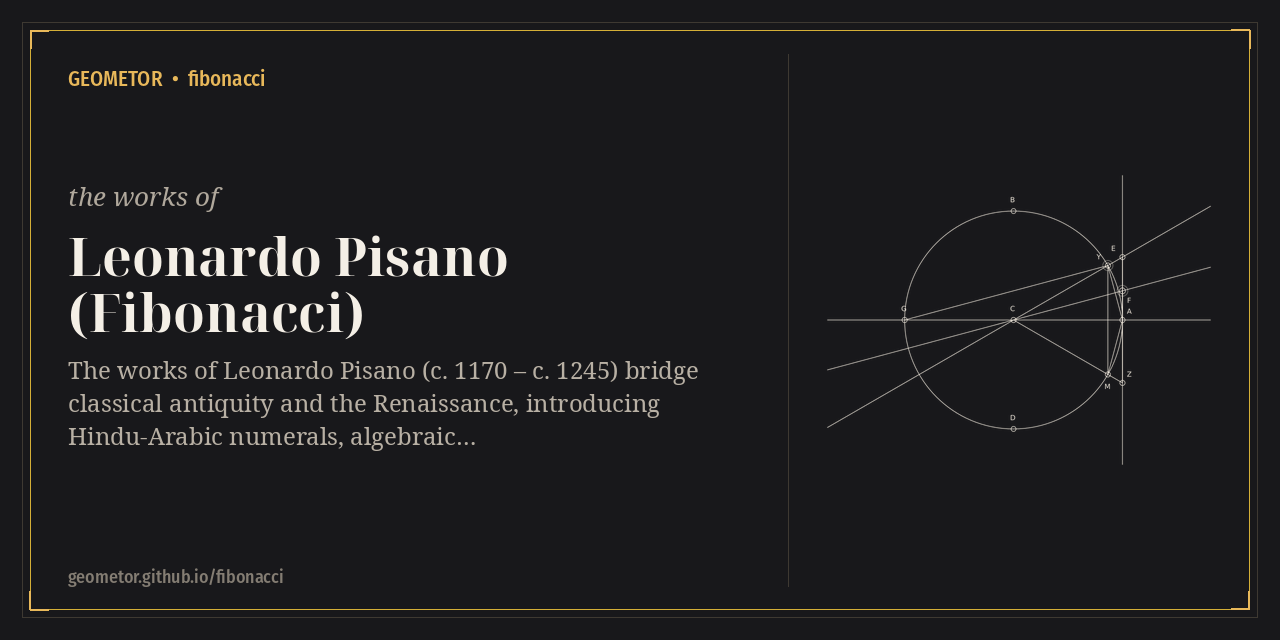 GEOMETOR • fibonacci
the works of
Leonardo Pisano
(Fibonacci)
The works of Leonardo Pisano (c. 1170 – c. 1245) bridge
classical antiquity and the Renaissance, introducing
Hindu-Arabic numerals, algebraic…
geometor.github.io/fibonacci
B
E
Y
G
C
F
A
Z
M
D